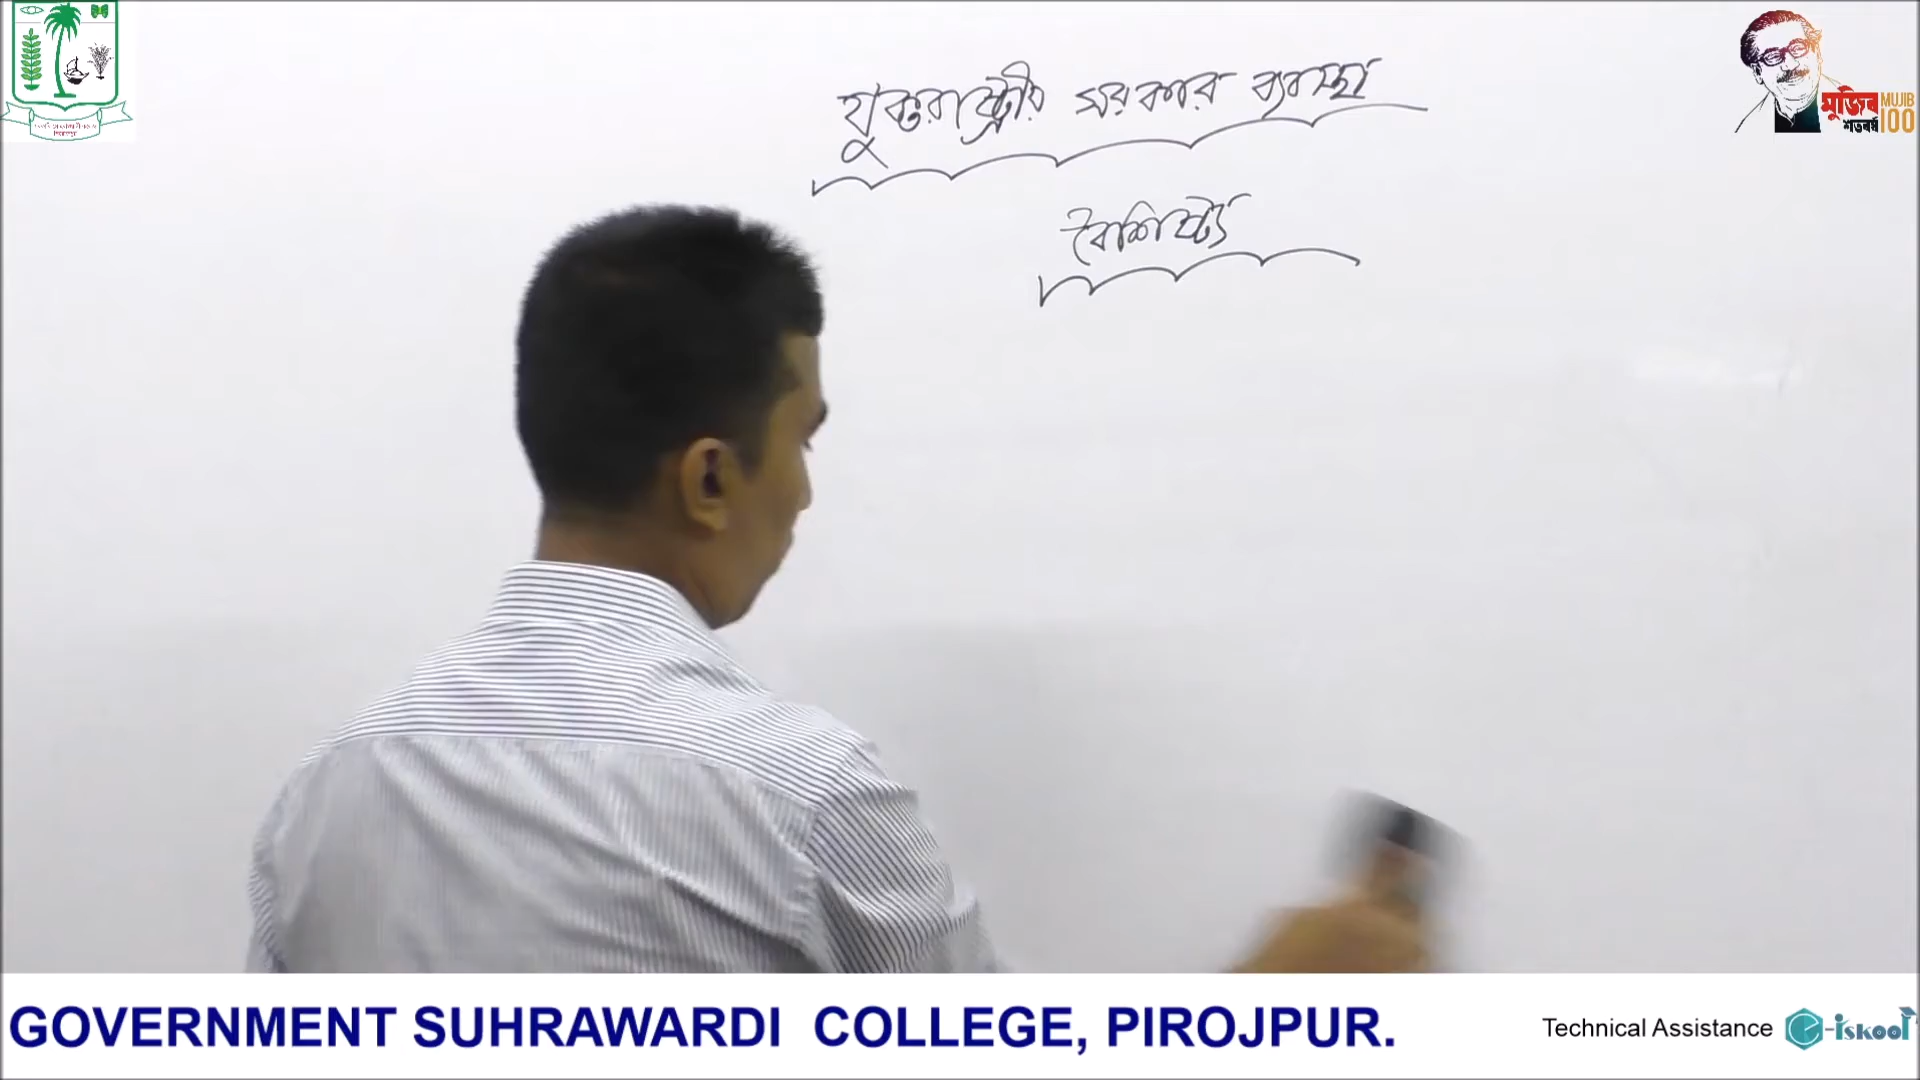 যুক্তরাষ্ট্রীয় সরকার ব্যবস্থা
বৈশিষ্ট্য
মুজিব
শতবর্ষ
MUJIB
100
GOVERNMENT SUHRAWARDI COLLEGE, PIROJPUR.
Technical Assistance e-iskool